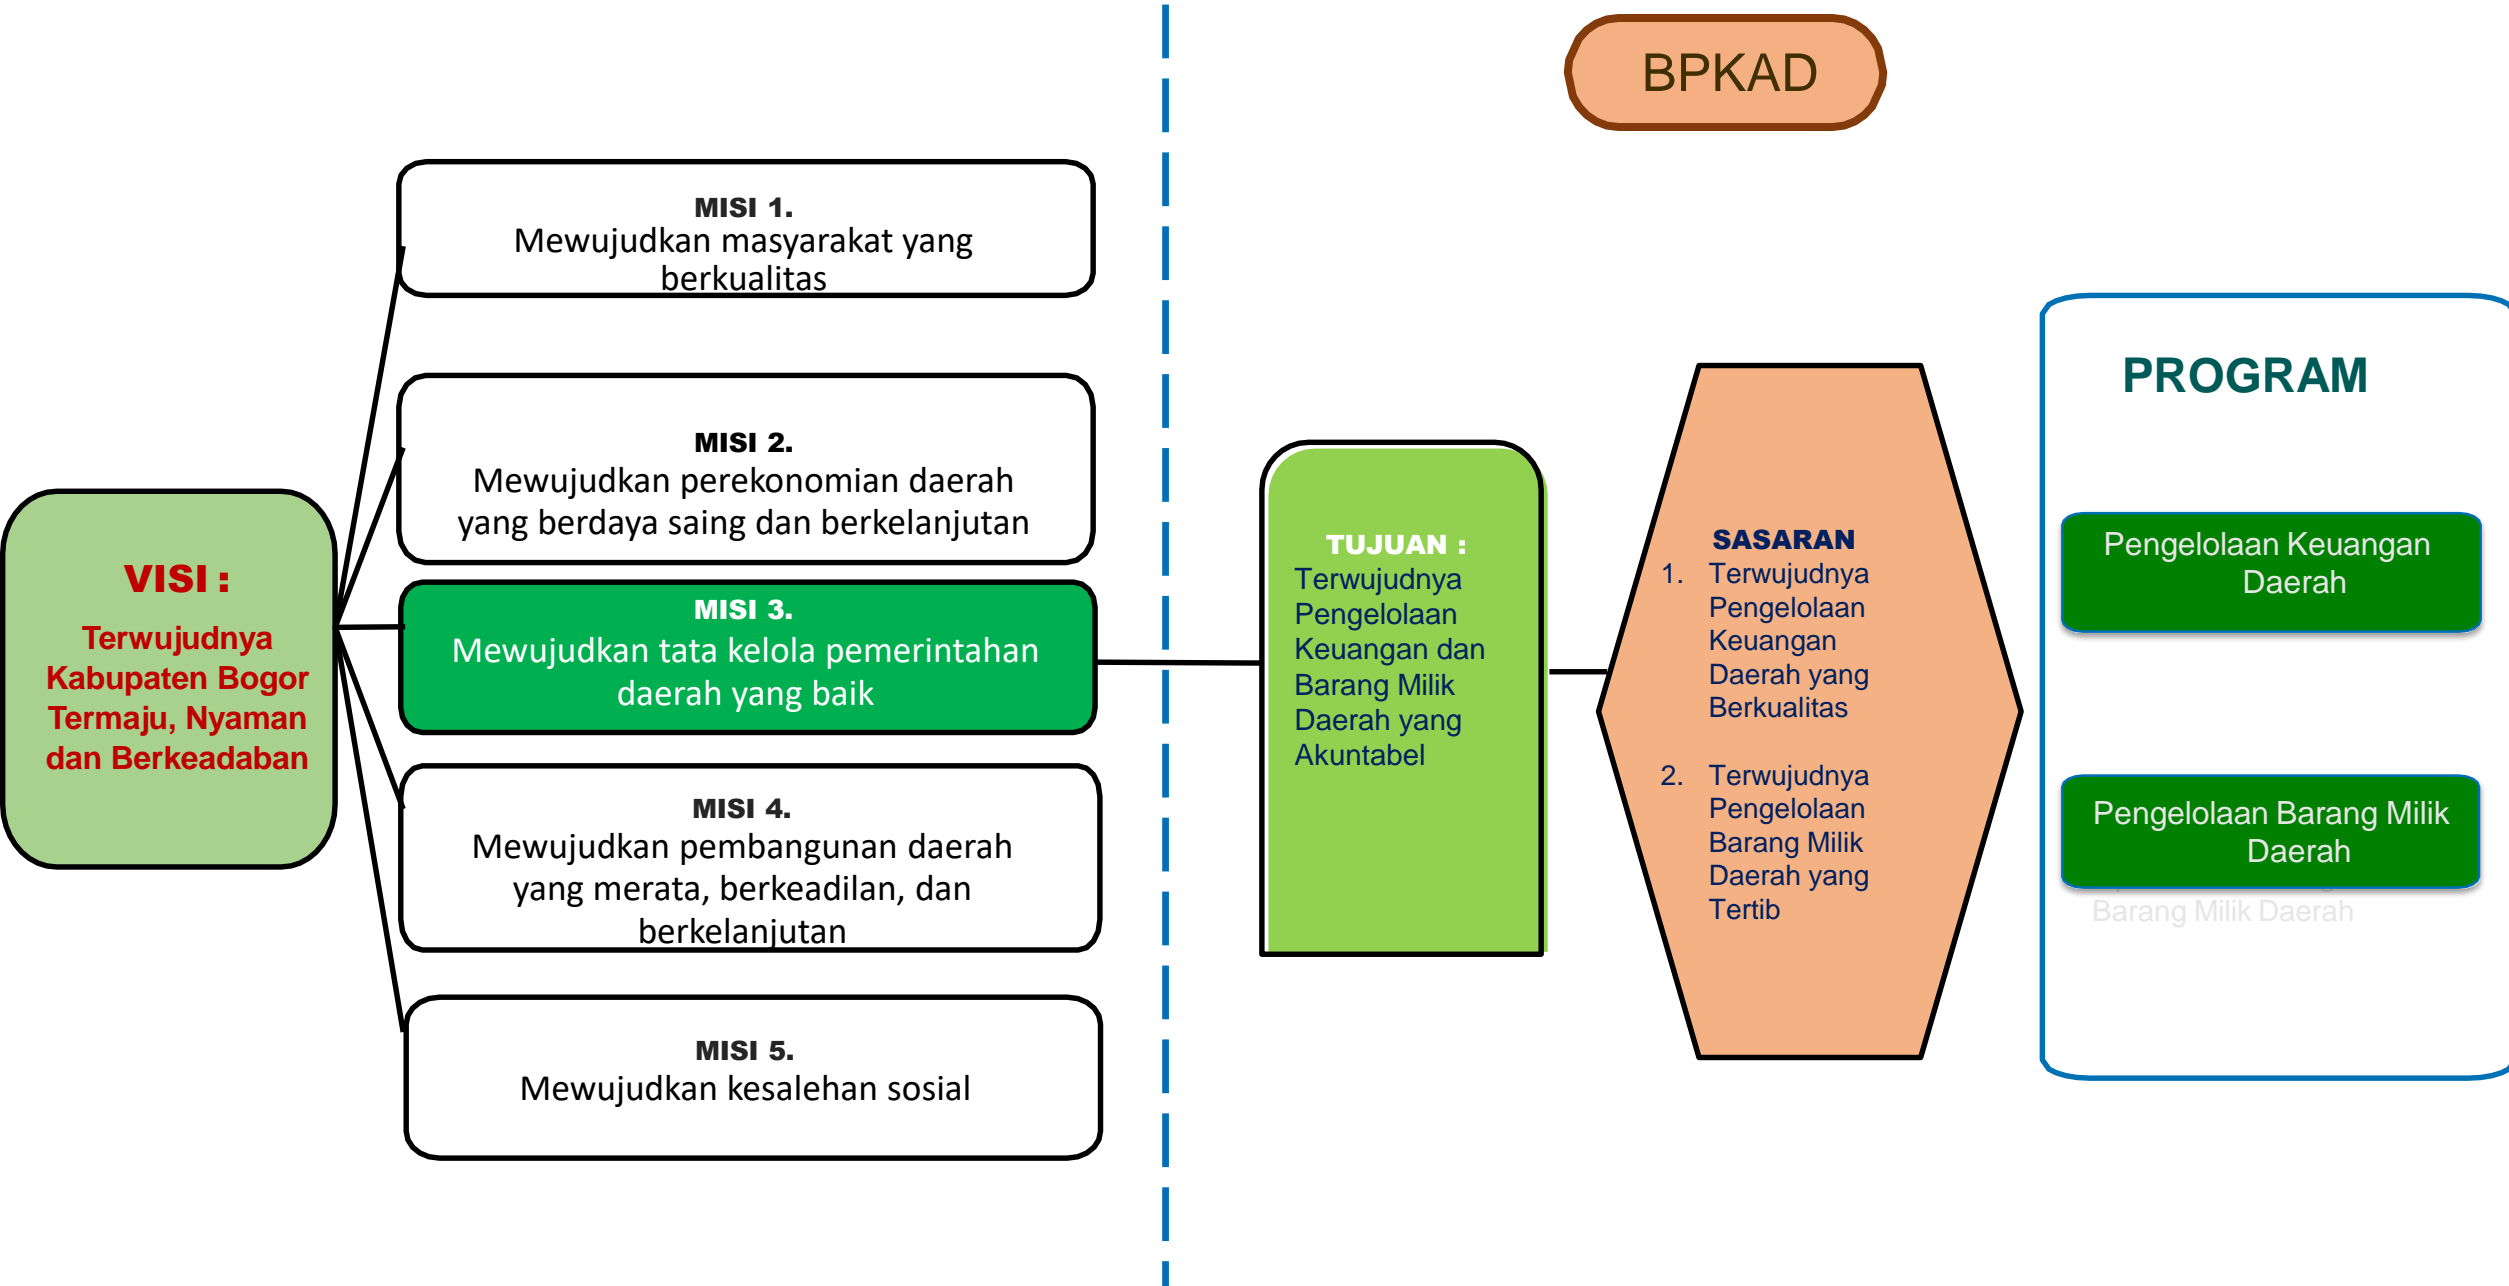 BPKAD
VISI :
Terwujudnya
Kabupaten Bogor
Termaju, Nyaman
dan Berkeadaban
MISI 1.
Mewujudkan masyarakat yang
berkualitas
MISI 2.
Mewujudkan perekonomian daerah
yang berdaya saing dan berkelanjutan
MISI 3.
Mewujudkan tata kelola pemerintahan
daerah yang baik
MISI 4.
Mewujudkan pembangunan daerah
yang merata, berkeadilan, dan
berkelanjutan
MISI 5.
Mewujudkan kesalehan sosial
TUJUAN :
Terwujudnya
Pengelolaan
Keuangan dan
Barang Milik
Daerah yang
Akuntabel
SASARAN
1. Terwujudnya
Pengelolaan
Keuangan
Daerah yang
Berkualitas
2. Terwujudnya
Pengelolaan
Barang Milik
Daerah yang
Tertib
PROGRAM
Pengelolaan Keuangan
Daerah
Pengelolaan Barang Milik
Daerah
Barang Milik Daerah